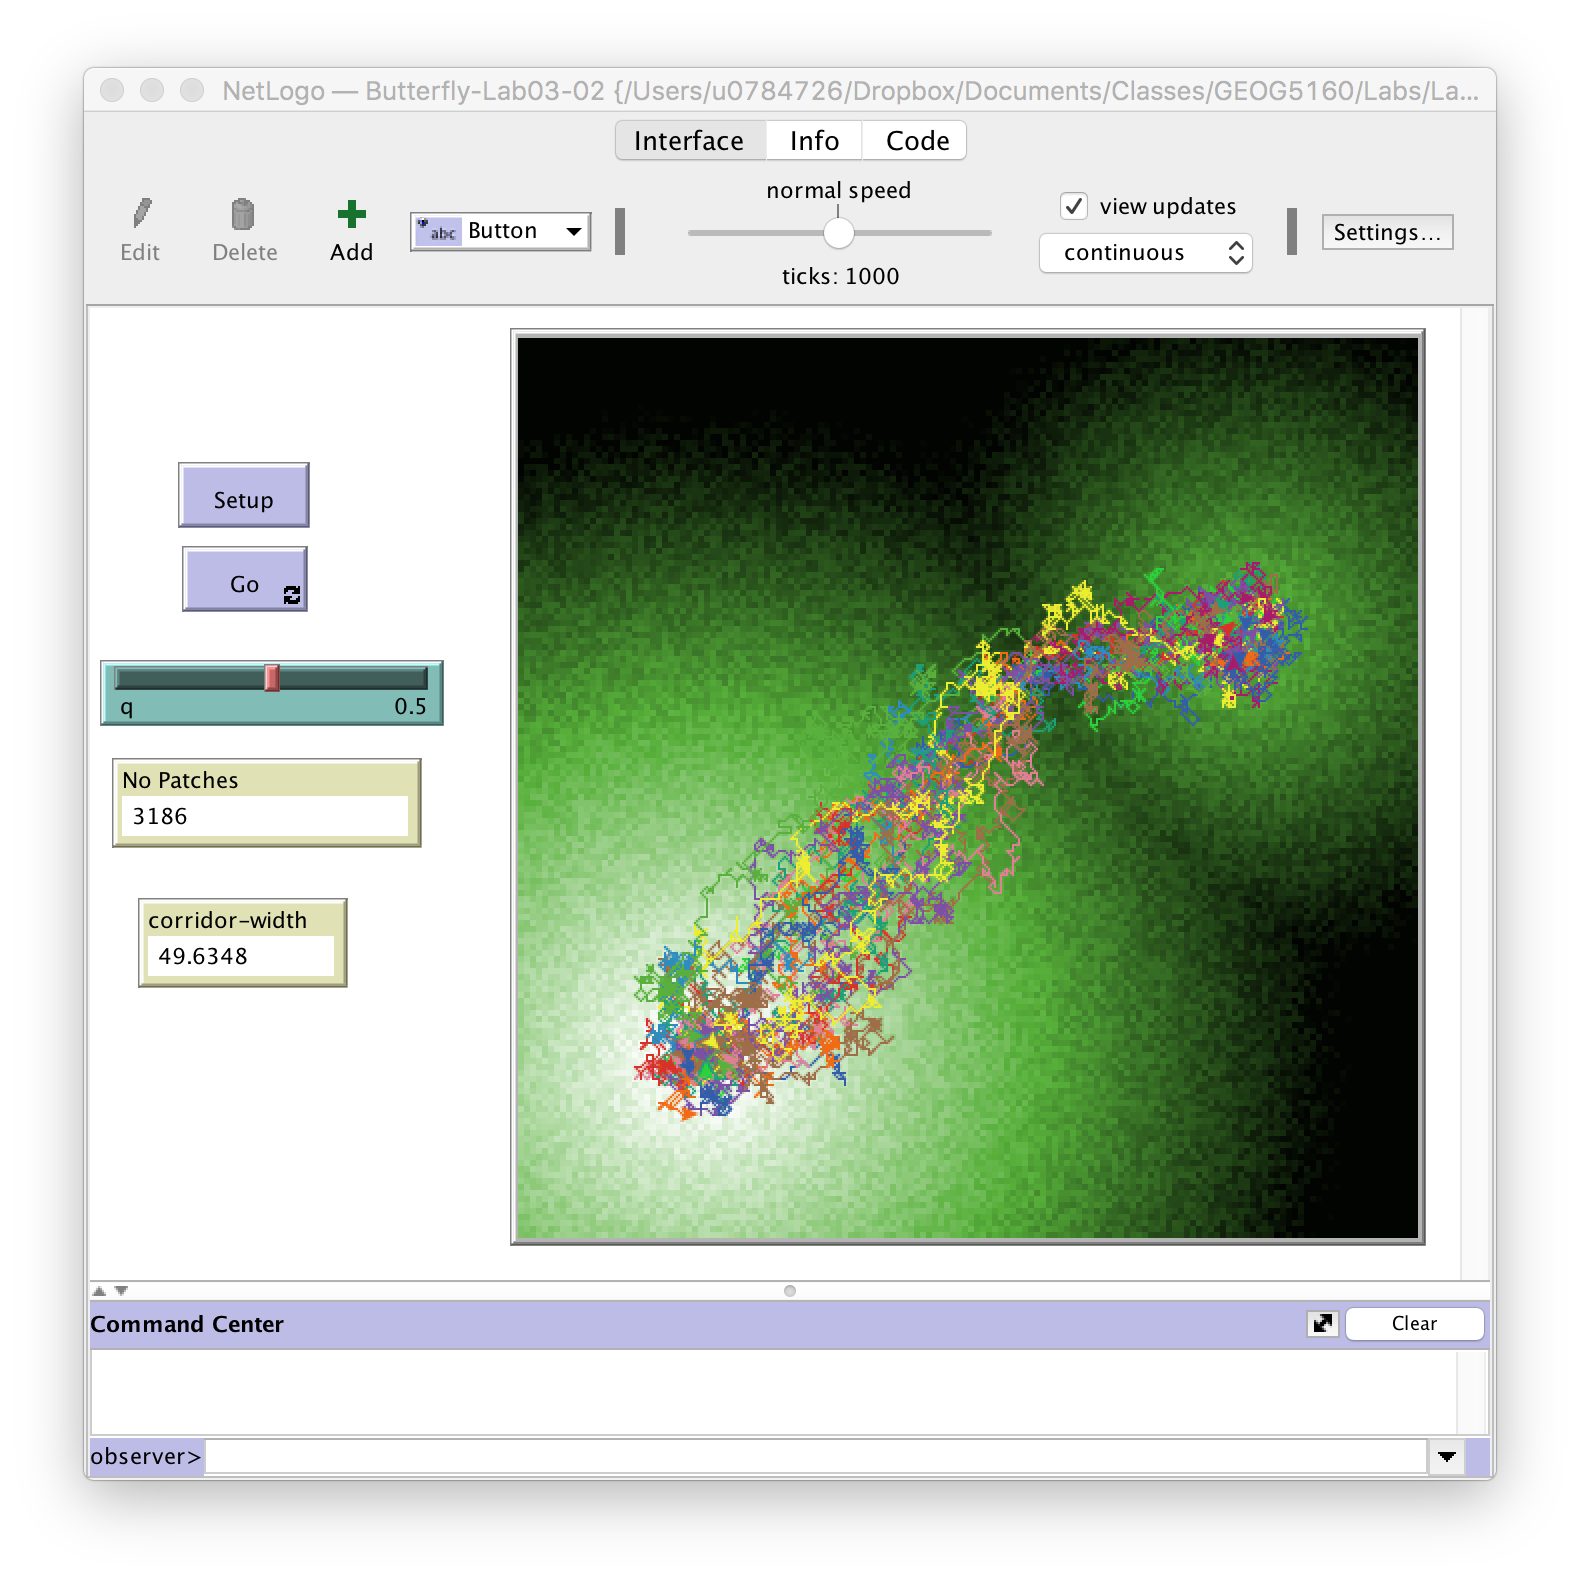 NetLogo — Butterfly-Lab03-02 {/Users/u0784726/Dropbox/Documents/Classes/GEOG5160/Labs/La...
Interface Info Code
normal speed
Edit Delete Add abc Button view updates
continuous Settings...
ticks: 1000
Setup
Go
q 0.5
No Patches
3186
corridor-width
49.6348
Command Center Clear
observer>